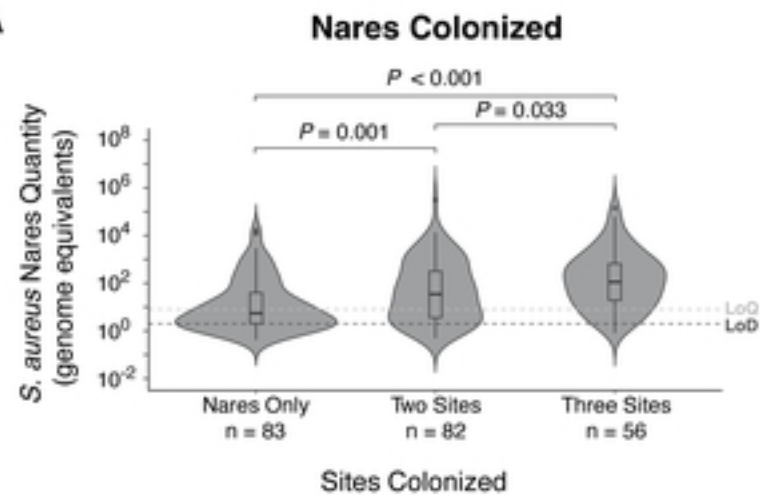 Nares Colonized
P < 0.001
P = 0.033
P = 0.001
S. aureus Nares Quantity
(genome equivalents)
10⁸
10⁶
10⁴
10²
10⁰
10⁻²
LoQ
LoD
Nares Only
n = 83
Two Sites
n = 82
Three Sites
n = 56
Sites Colonized